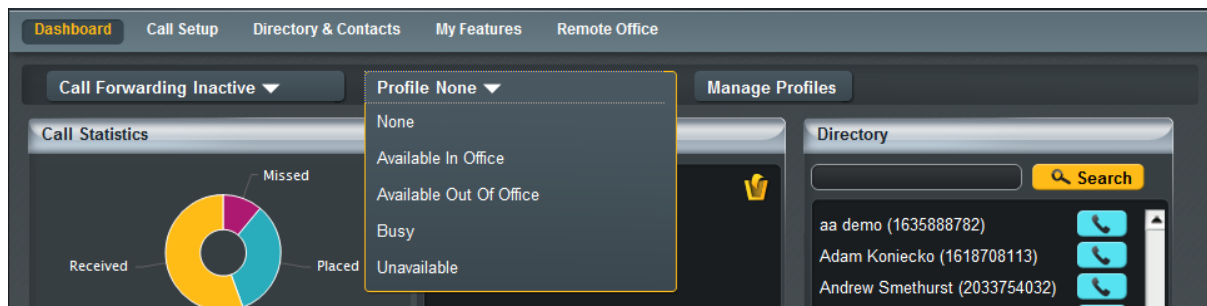 Dashboard Call Setup Directory & Contacts My Features Remote Office
Call Forwarding Inactive Profile None Manage Profiles
None
Available In Office
Available Out Of Office
Busy
Unavailable
Call Statistics
Missed
Received
Placed
Directory
Search
aa demo (1635888782)
Adam Koniecko (1618708113)
Andrew Smethurst (2033754032)